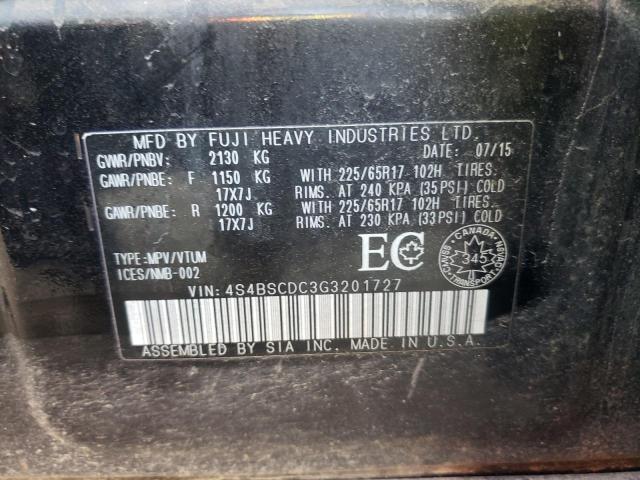 MFD BY FUJI HEAVY INDUSTRIES LTD.
GVWR/PNBV: 2130 KG DATE: 07/15
GAWR/PNBE: F 1150 KG WITH 225/65R17 102H TIRES.
17X7J RIMS. AT 240 KPA (35PSI) COLD
GAWR/PNBE: R 1200 KG WITH 225/65R17 102H TIRES.
17X7J RIMS. AT 230 KPA (33PSI) COLD
TYPE:MPV/VTUM
ICES/NMB-002
EC
CANADA
345
NSVAC
CMVSS
VIN:4S4BSCDC3G3201727
ASSEMBLED BY SIA INC. MADE IN U.S.A.